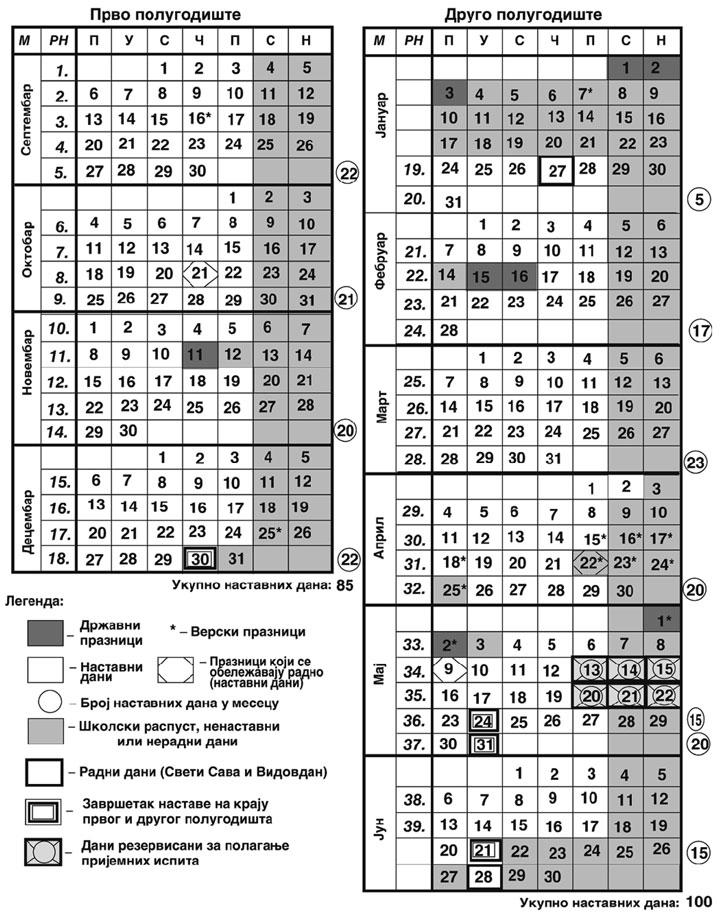 Прво полугодиште
М РН П У С Ч П С Н
Септембар
1. 1 2 3 4 5
2. 6 7 8 9 10 11 12
3. 13 14 15 16* 17 18 19
4. 20 21 22 23 24 25 26
5. 27 28 29 30
22
Октобар
1 2 3
6. 4 5 6 7 8 9 10
7. 11 12 13 14 15 16 17
8. 18 19 20 21 22 23 24
9. 25 26 27 28 29 30 31
21
Новембар
10. 1 2 3 4 5 6 7
11. 8 9 10 11 12 13 14
12. 15 16 17 18 19 20 21
13. 22 23 24 25 26 27 28
14. 29 30
20
Децембар
1 2 3 4 5
15. 6 7 8 9 10 11 12
16. 13 14 15 16 17 18 19
17. 20 21 22 23 24 25* 26
18. 27 28 29 30 31
22
Укупно наставних дана: 85
Легенда:
– Државни празници
* – Верски празници
– Наставни дани
– Празници који се обележавају радно (наставни дани)
– Број наставних дана у месецу
– Школски распуст, ненаставни или нерадни дани
– Радни дани (Свети Сава и Видовдан)
– Завршетак наставе на крају првог и другог полугодишта
– Дани резервисани за полагање пријемних испита
Друго полугодиште
М РН П У С Ч П С Н
Јануар
1 2
3 4 5 6 7* 8 9
10 11 12 13 14 15 16
17 18 19 20 21 22 23
19. 24 25 26 27 28 29 30
20. 31
5
Фебруар
1 2 3 4 5 6
21. 7 8 9 10 11 12 13
22. 14 15 16 17 18 19 20
23. 21 22 23 24 25 26 27
24. 28
17
Март
1 2 3 4 5 6
25. 7 8 9 10 11 12 13
26. 14 15 16 17 18 19 20
27. 21 22 23 24 25 26 27
28. 28 29 30 31
23
Април
1 2 3
29. 4 5 6 7 8 9 10
30. 11 12 13 14 15* 16* 17*
31. 18* 19 20 21 22* 23* 24*
32. 25* 26 27 28 29 30
20
Мај
1*
33. 2* 3 4 5 6 7 8
34. 9 10 11 12 13 14 15
35. 16 17 18 19 20 21 22
36. 23 24 25 26 27 28 29
15
37. 30 31
20
Јун
1 2 3 4 5
38. 6 7 8 9 10 11 12
39. 13 14 15 16 17 18 19
20 21 22 23 24 25 26
15
27 28 29 30
Укупно наставних дана: 100